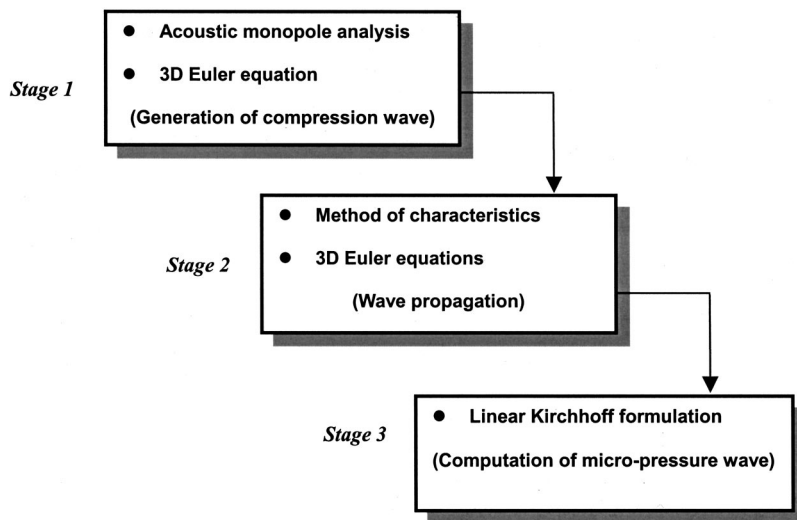 Stage 1
● Acoustic monopole analysis
● 3D Euler equation
(Generation of compression wave)
Stage 2
● Method of characteristics
● 3D Euler equations
(Wave propagation)
Stage 3
● Linear Kirchhoff formulation
(Computation of micro-pressure wave)